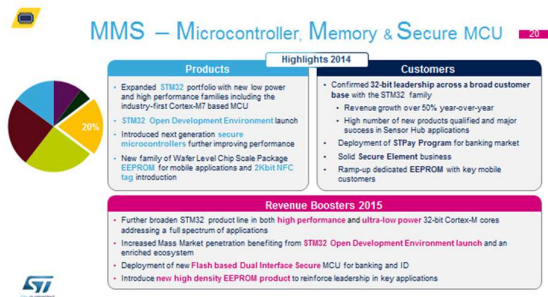 MMS – Microcontroller, Memory & Secure MCU
20
Highlights 2014
Products
• Expanded STM32 portfolio with new low power
and high performance families including the
industry-first Cortex-M7 based MCU
• STM32 Open Development Environment launch
• Introduced next generation secure
microcontrollers further improving performance
• New family of Wafer Level Chip Scale Package
EEPROM for mobile applications and 2Kbit NFC
tag introduction
Customers
• Confirmed 32-bit leadership across a broad customer
base with the STM32 family
• Revenue growth over 50% year-over-year
• High number of new products qualified and major
success in Sensor Hub applications
• Deployment of STPay Program for banking market
• Solid Secure Element business
• Ramp-up dedicated EEPROM with key mobile
customers
20%
Revenue Boosters 2015
• Further broaden STM32 product line in both high performance and ultra-low power 32-bit Cortex-M cores
addressing a full spectrum of applications
• Increased Mass Market penetration benefiting from STM32 Open Development Environment launch and an
enriched ecosystem
• Deployment of new Flash based Dual Interface Secure MCU for banking and ID
• Introduce new high density EEPROM product to reinforce leadership in key applications
ST